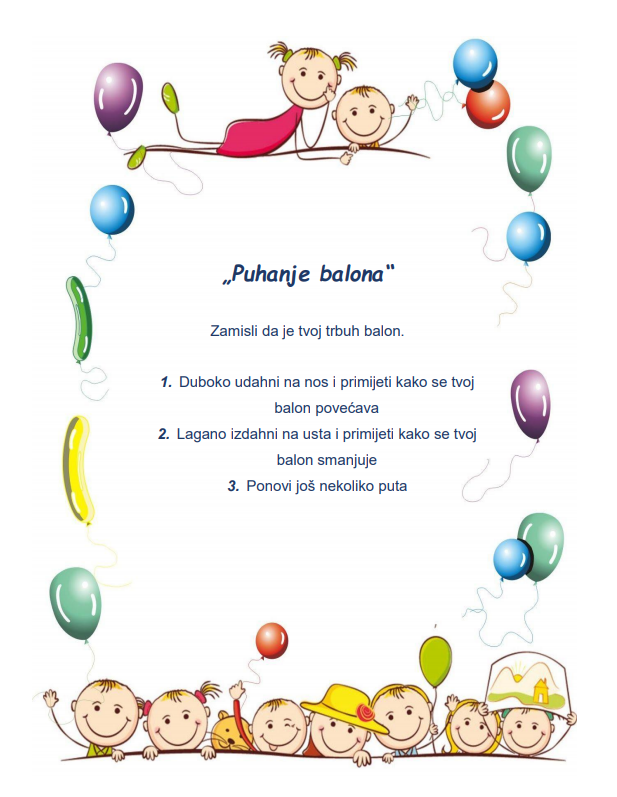 „Puhanje balona“
Zamisli da je tvoj trbuh balon.
1. Duboko udahni na nos i primijeti kako se tvoj
balon povećava
2. Lagano izdahni na usta i primijeti kako se tvoj
balon smanjuje
3. Ponovi još nekoliko puta